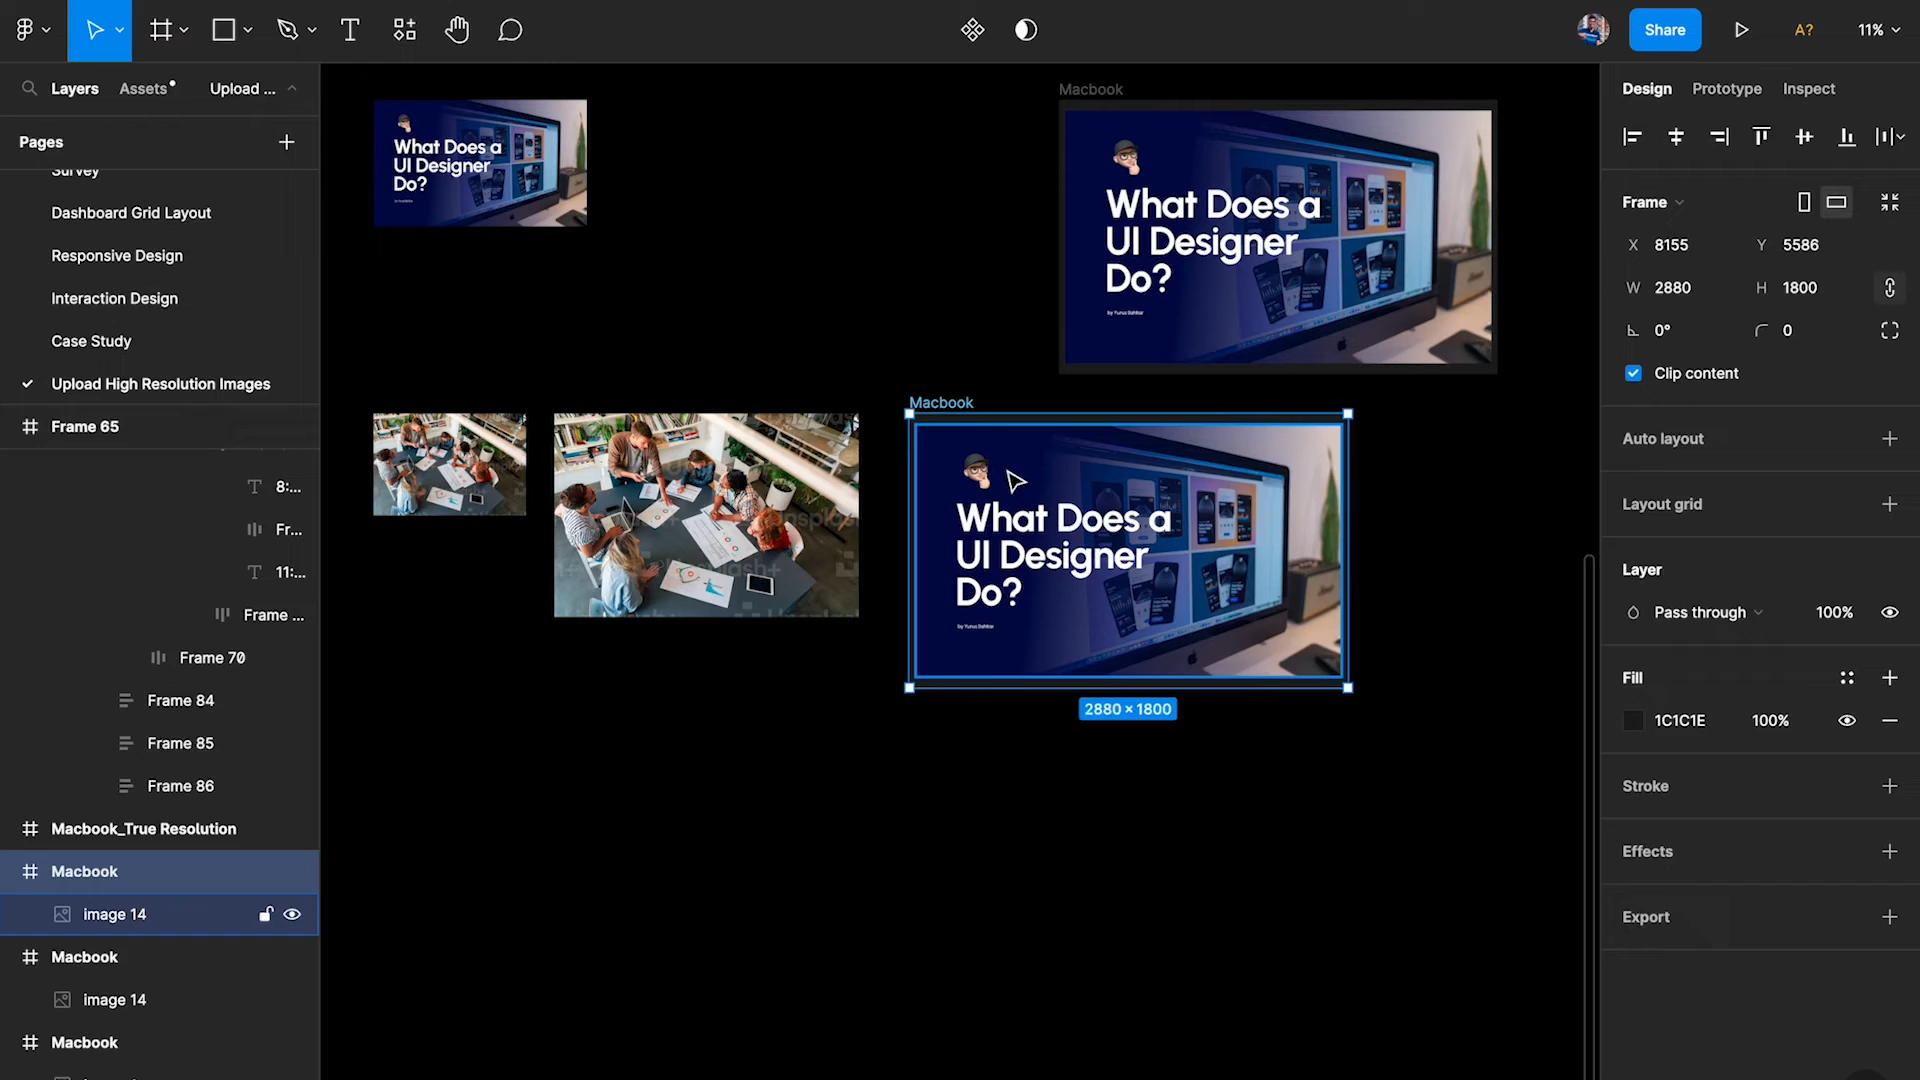 Share
A?
11%
Layers
Assets
Upload ...
Pages
Survey
Dashboard Grid Layout
Responsive Design
Interaction Design
Case Study
Upload High Resolution Images
Frame 65
8:...
Fr...
11:...
Frame ...
Frame 70
Frame 84
Frame 85
Frame 86
Macbook_True Resolution
Macbook
image 14
Macbook
image 14
Macbook
What Does a
UI Designer
Do?
Macbook
What Does a
UI Designer
Do?
by Yunus Bahtiar
Macbook
What Does a
UI Designer
Do?
by Yunus Bahtiar
2880 × 1800
Unsplash+
Design
Prototype
Inspect
Frame
X 8155
Y 5586
W 2880
H 1800
0°
0
Clip content
Auto layout
Layout grid
Layer
Pass through
100%
Fill
1C1C1E
100%
Stroke
Effects
Export